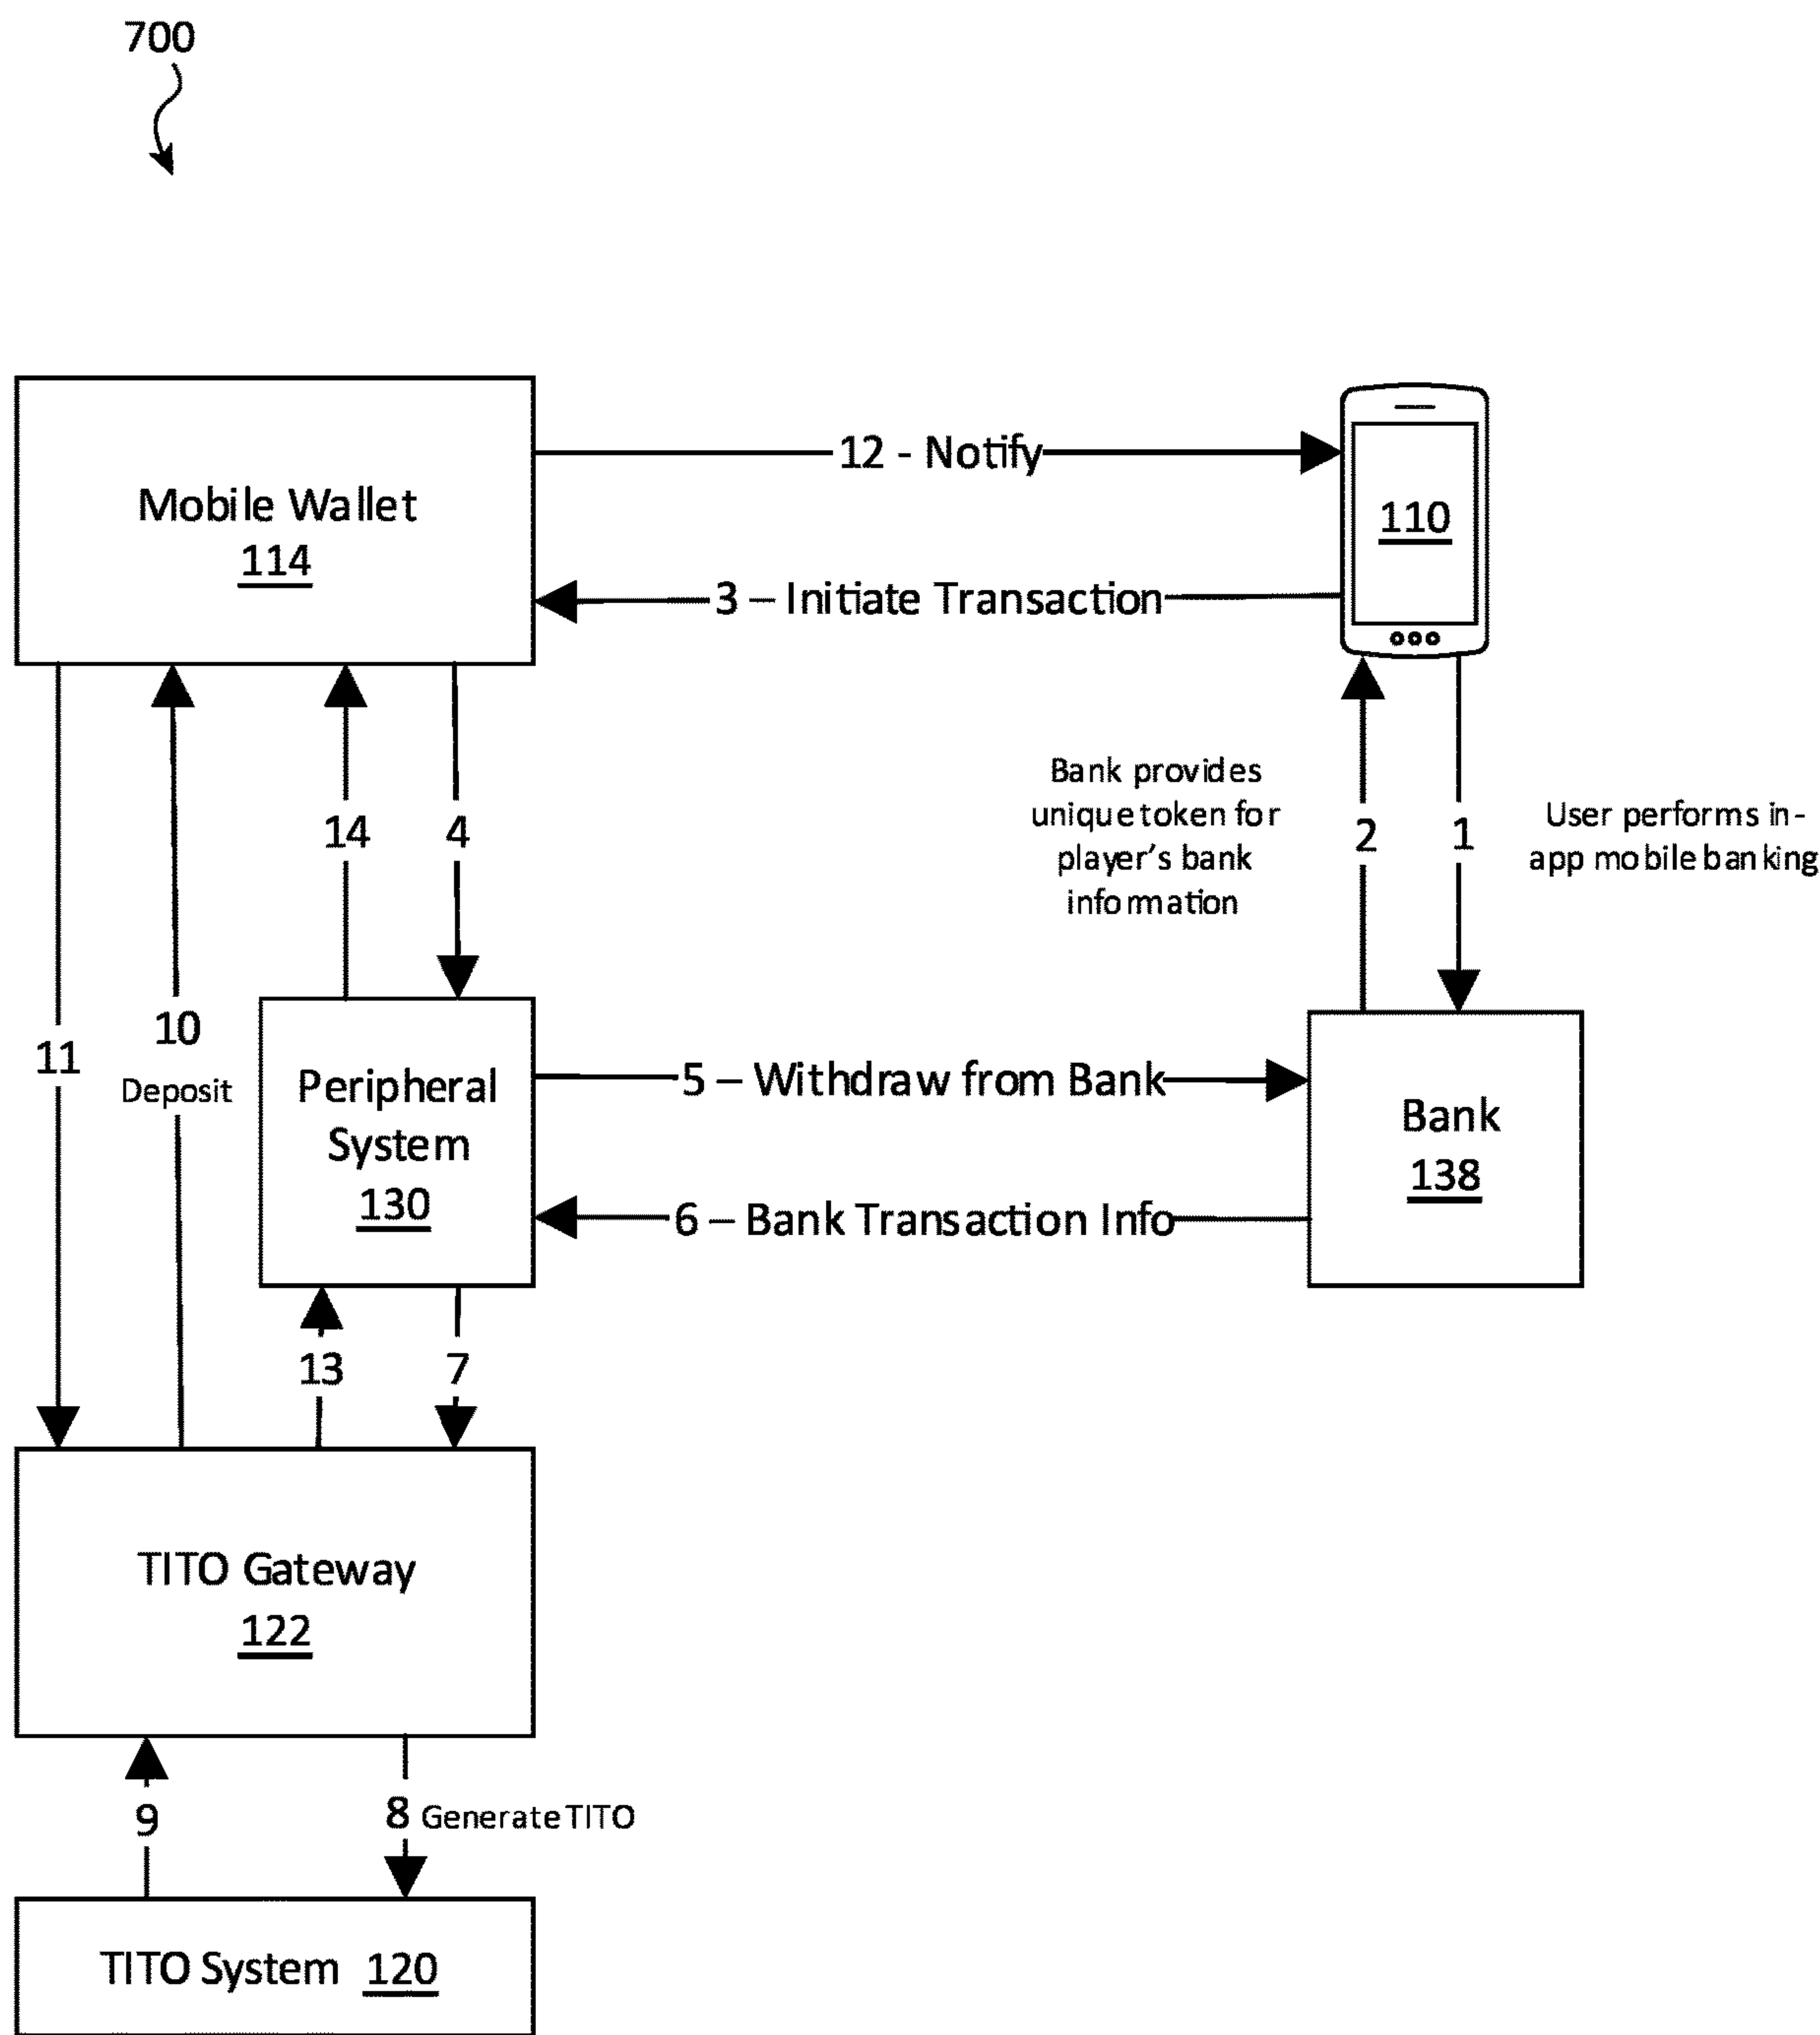 700
12 - Notify
Mobile Wallet
114
110
3 – Initiate Transaction
14
4
Bank provides
unique token for
player's bank
information
2
1
User performs in-
app mobile banking
11
10
Deposit
Peripheral
System
130
5 – Withdraw from Bank
Bank
138
6 – Bank Transaction Info
13
7
TITO Gateway
122
9
8 Generate TITO
TITO System 120